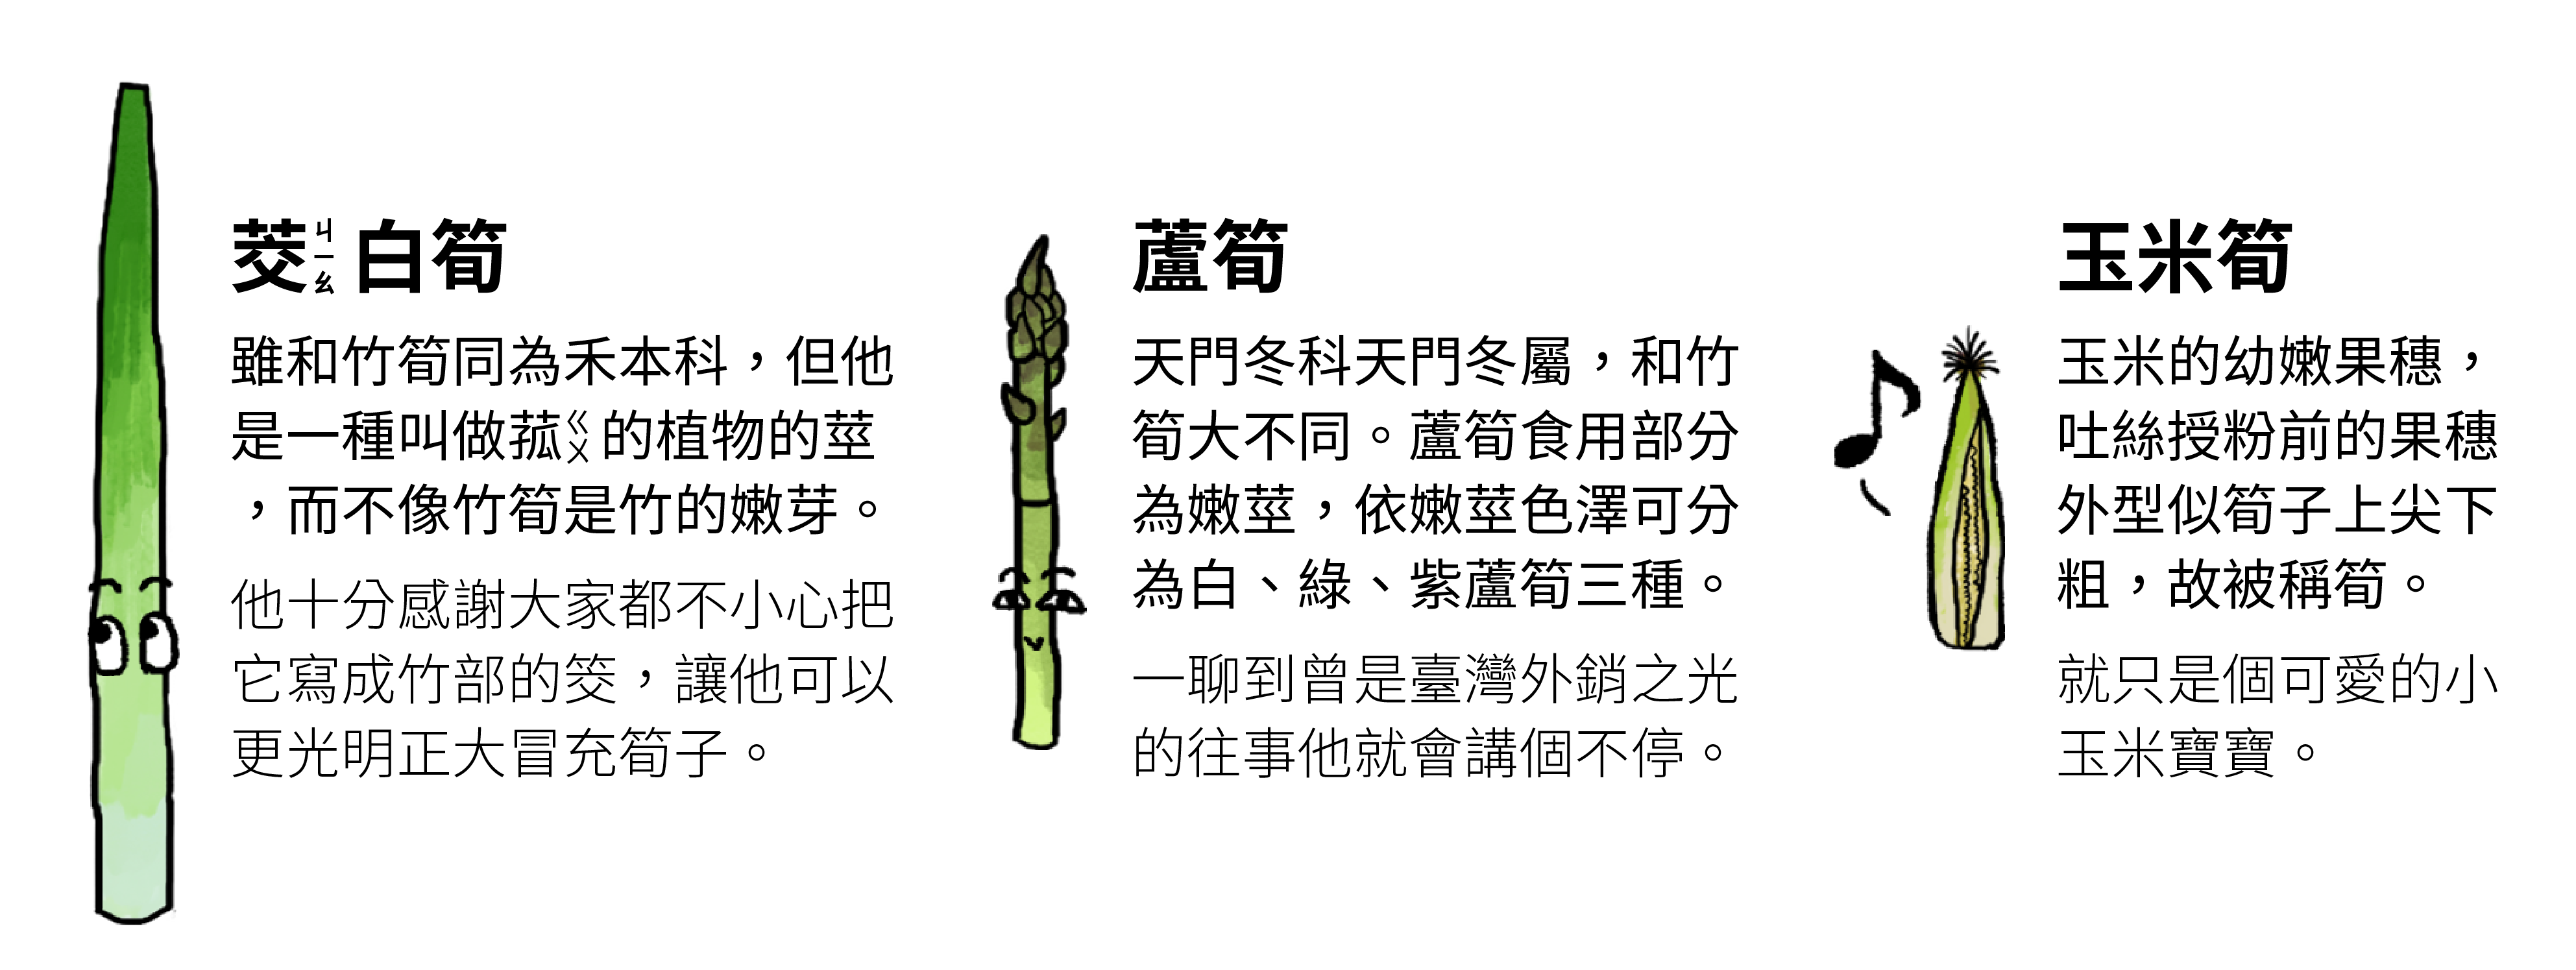 茭ㄐㄧㄠ白筍
雖和竹筍同為禾本科，但他
是一種叫做菰ㄍㄨ的植物的莖
，而不像竹筍是竹的嫩芽。
他十分感謝大家都不小心把
它寫成竹部的筊，讓他可以
更光明正大冒充筍子。
蘆筍
天門冬科天門冬屬，和竹
筍大不同。蘆筍食用部分
為嫩莖，依嫩莖色澤可分
為白、綠、紫蘆筍三種。
一聊到曾是臺灣外銷之光
的往事他就會講個不停。
玉米筍
玉米的幼嫩果穗，
吐絲授粉前的果穗
外型似筍子上尖下
粗，故被稱筍。
就只是個可愛的小
玉米寶寶。